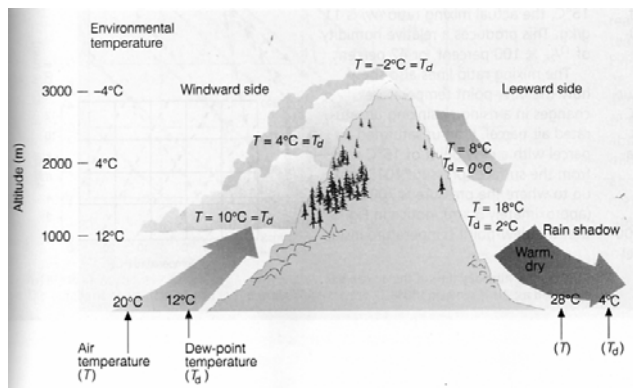 Environmental
temperature
T = −2°C = Td
3000 −4°C Windward side Leeward side
T = 4°C = Td
T = 8°C
Td = 0°C
2000 4°C
Altitude (m)
T = 10°C = Td
T = 18°C
Td = 2°C
1000 12°C
Rain shadow
Warm,
dry
20°C 12°C 28°C 4°C
Air
temperature
(T)
Dew-point
temperature
(Td)
(T) (Td)